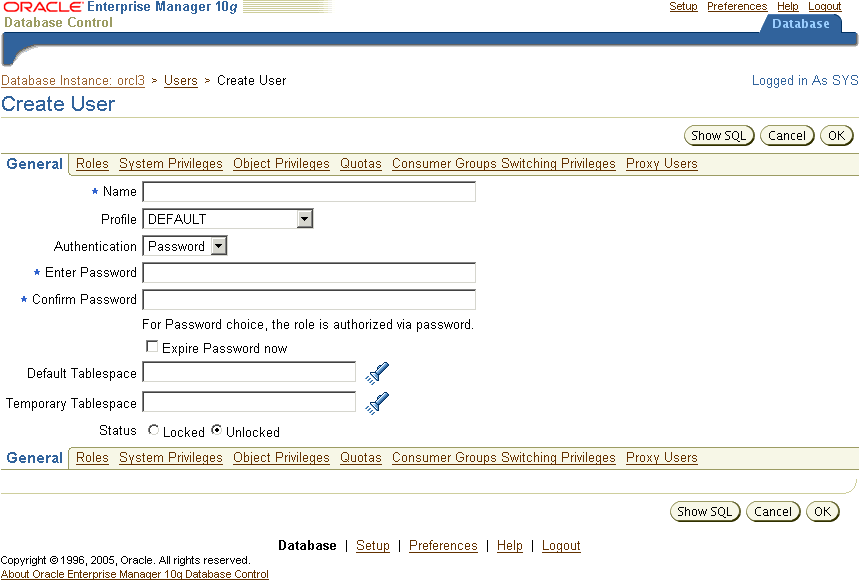 ORACLE Enterprise Manager 10g
Database Control
Setup Preferences Help Logout
Database
Database Instance: orcl3 > Users > Create User
Logged in As SYS
Create User
Show SQL Cancel OK
General Roles System Privileges Object Privileges Quotas Consumer Groups Switching Privileges Proxy Users
* Name
Profile DEFAULT
Authentication Password
* Enter Password
* Confirm Password
For Password choice, the role is authorized via password.
Expire Password now
Default Tablespace
Temporary Tablespace
Status Locked Unlocked
General Roles System Privileges Object Privileges Quotas Consumer Groups Switching Privileges Proxy Users
Show SQL Cancel OK
Database | Setup | Preferences | Help | Logout
Copyright © 1996, 2005, Oracle. All rights reserved.
About Oracle Enterprise Manager 10g Database Control